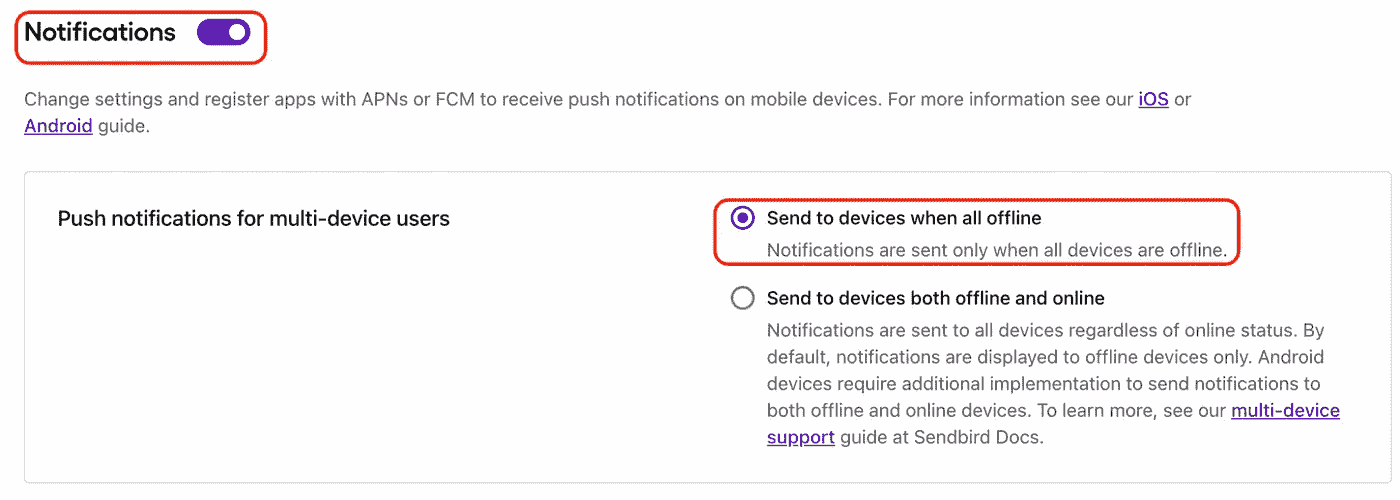 Notifications
Change settings and register apps with APNs or FCM to receive push notifications on mobile devices. For more information see our iOS or
Android guide.
Push notifications for multi-device users
Send to devices when all offline
Notifications are sent only when all devices are offline.
Send to devices both offline and online
Notifications are sent to all devices regardless of online status. By
default, notifications are displayed to offline devices only. Android
devices require additional implementation to send notifications to
both offline and online devices. To learn more, see our multi-device
support guide at Sendbird Docs.